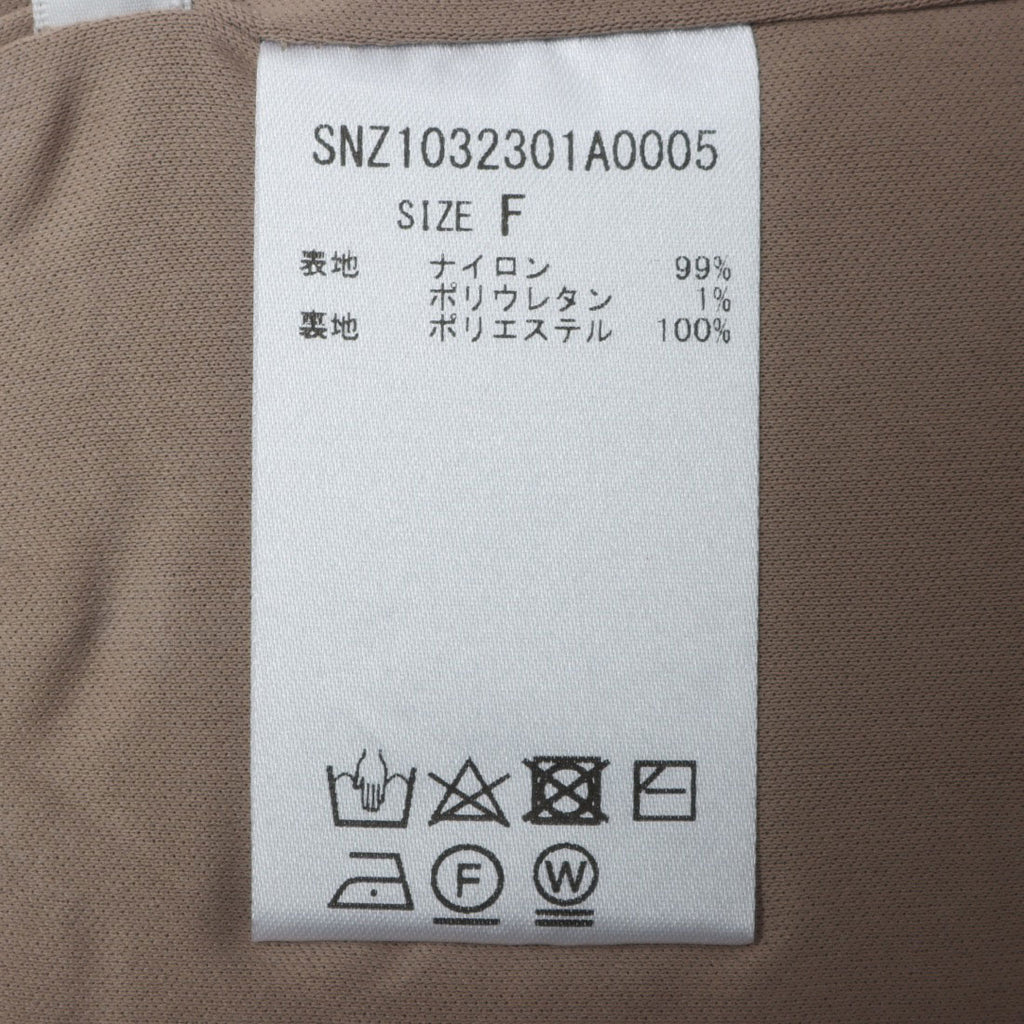 SNZ1032301A0005
SIZE F
表地 ナイロン 99%
ポリウレタン 1%
裏地 ポリエステル 100%
F W